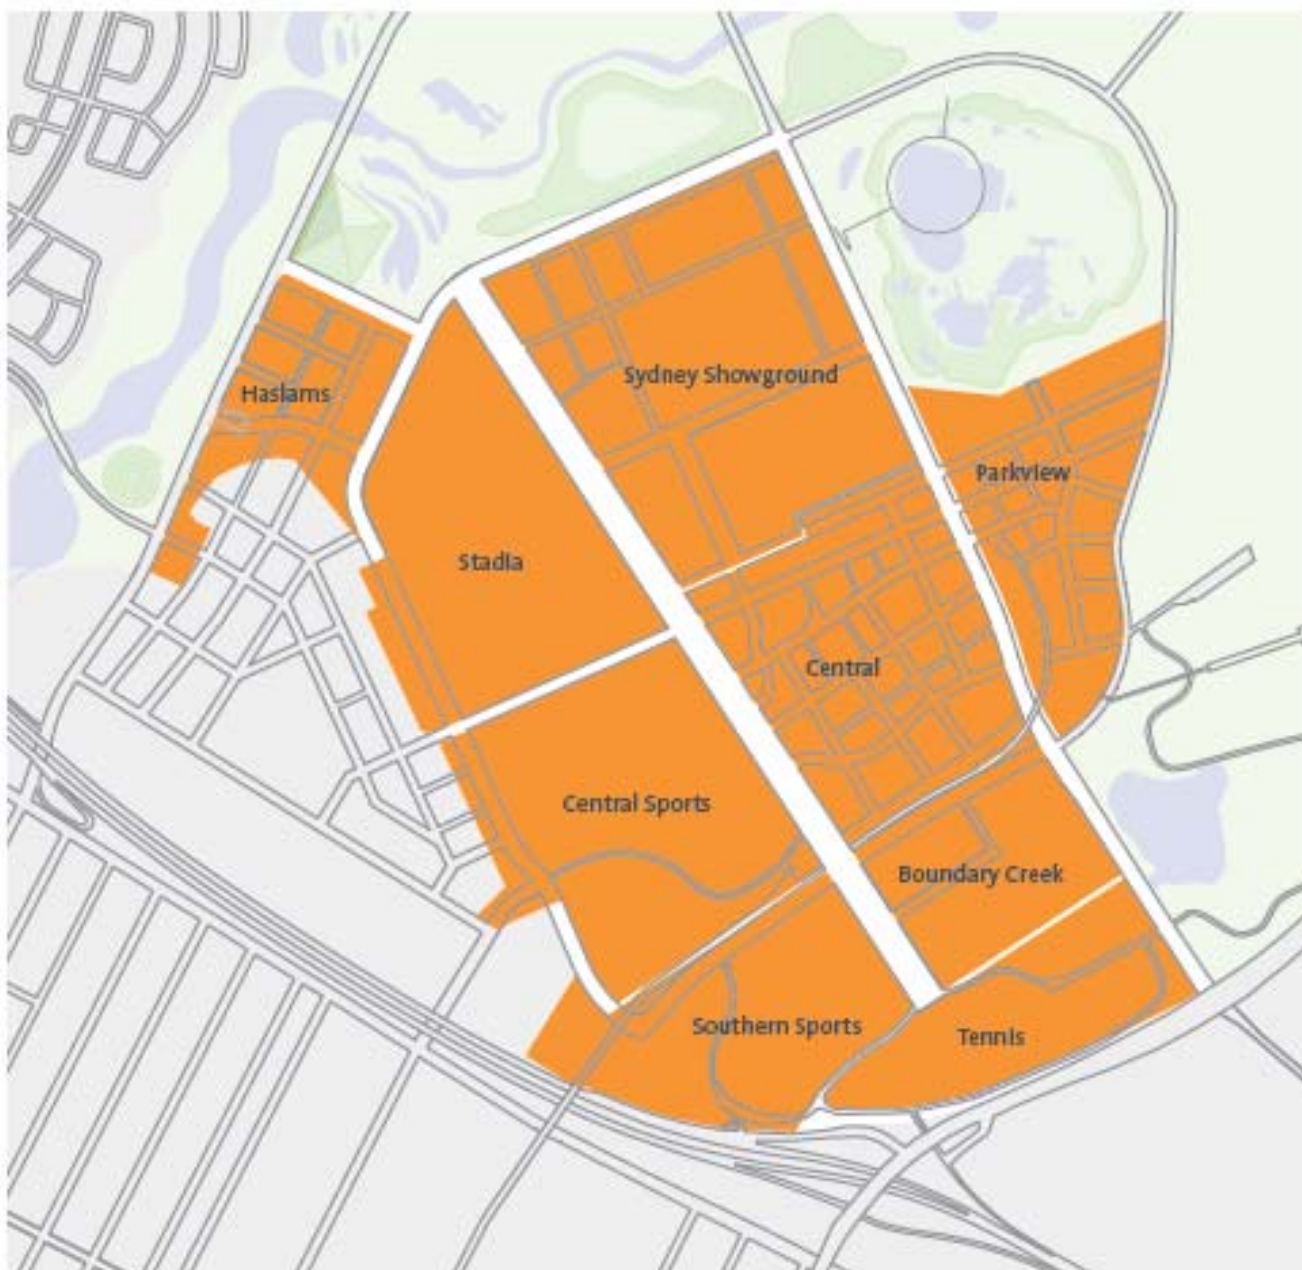 Sydney Showground
Haslams
Parkview
Stadia
Central
Central Sports
Boundary Creek
Southern Sports
Tennis